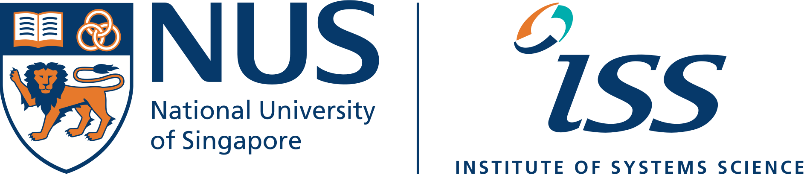 NUS
National University
of Singapore
iss
INSTITUTE OF SYSTEMS SCIENCE